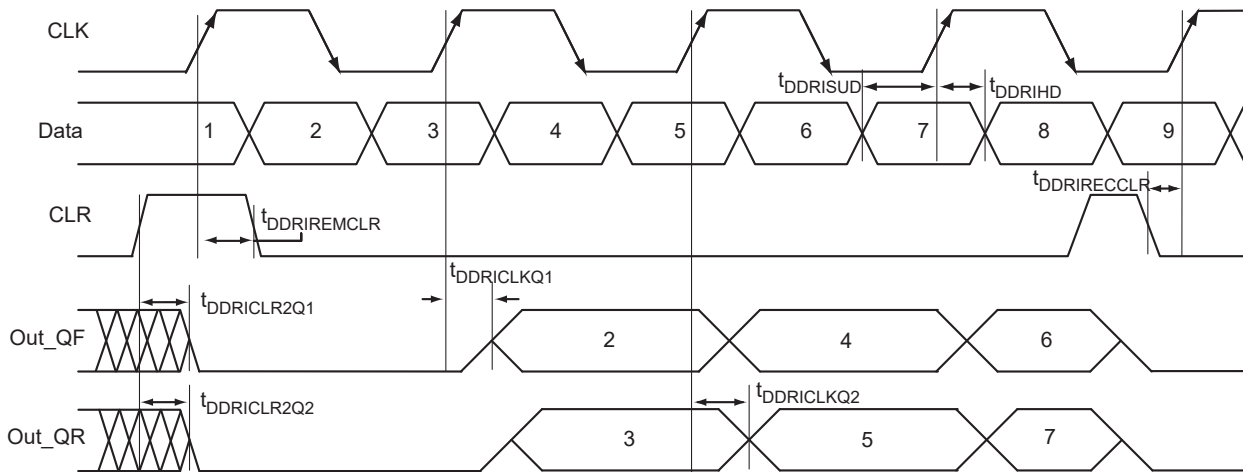 CLK
tDDRISUD
tDDRIHD
Data 1 2 3 4 5 6 7 8 9
tDDRIRECCLR
CLR
tDDRIREMCLR
tDDRICLKQ1
tDDRICLR2Q1
Out_QF 2 4 6
tDDRICLR2Q2
tDDRICLKQ2
Out_QR 3 5 7